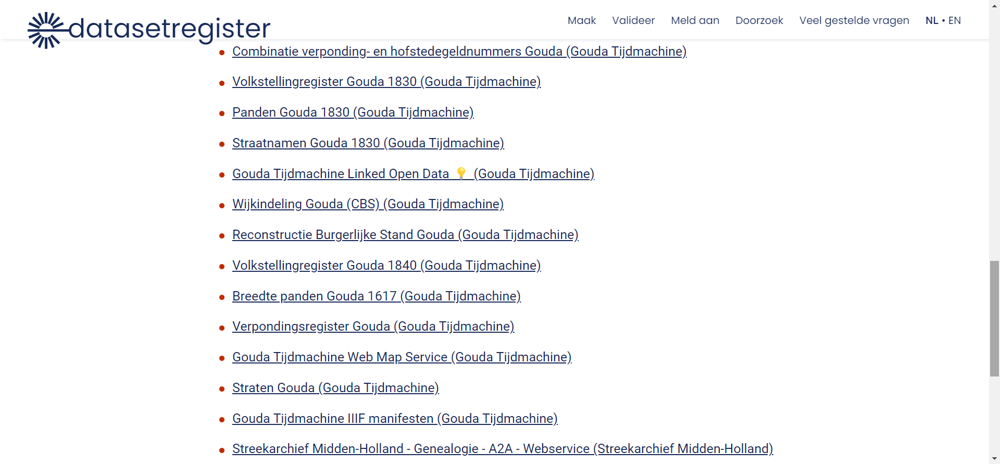 datasetregister
Maak Valideer Meld aan Doorzoek Veel gestelde vragen NL • EN
Combinatie verponding- en hofstedegeldnummers Gouda (Gouda Tijdmachine)
Volkstellingregister Gouda 1830 (Gouda Tijdmachine)
Panden Gouda 1830 (Gouda Tijdmachine)
Straatnamen Gouda 1830 (Gouda Tijdmachine)
Gouda Tijdmachine Linked Open Data 💡 (Gouda Tijdmachine)
Wijkindeling Gouda (CBS) (Gouda Tijdmachine)
Reconstructie Burgerlijke Stand Gouda (Gouda Tijdmachine)
Volkstellingregister Gouda 1840 (Gouda Tijdmachine)
Breedte panden Gouda 1617 (Gouda Tijdmachine)
Verpondingsregister Gouda (Gouda Tijdmachine)
Gouda Tijdmachine Web Map Service (Gouda Tijdmachine)
Straten Gouda (Gouda Tijdmachine)
Gouda Tijdmachine IIIF manifesten (Gouda Tijdmachine)
Streekarchief Midden-Holland - Genealogie - A2A - Webservice (Streekarchief Midden-Holland)